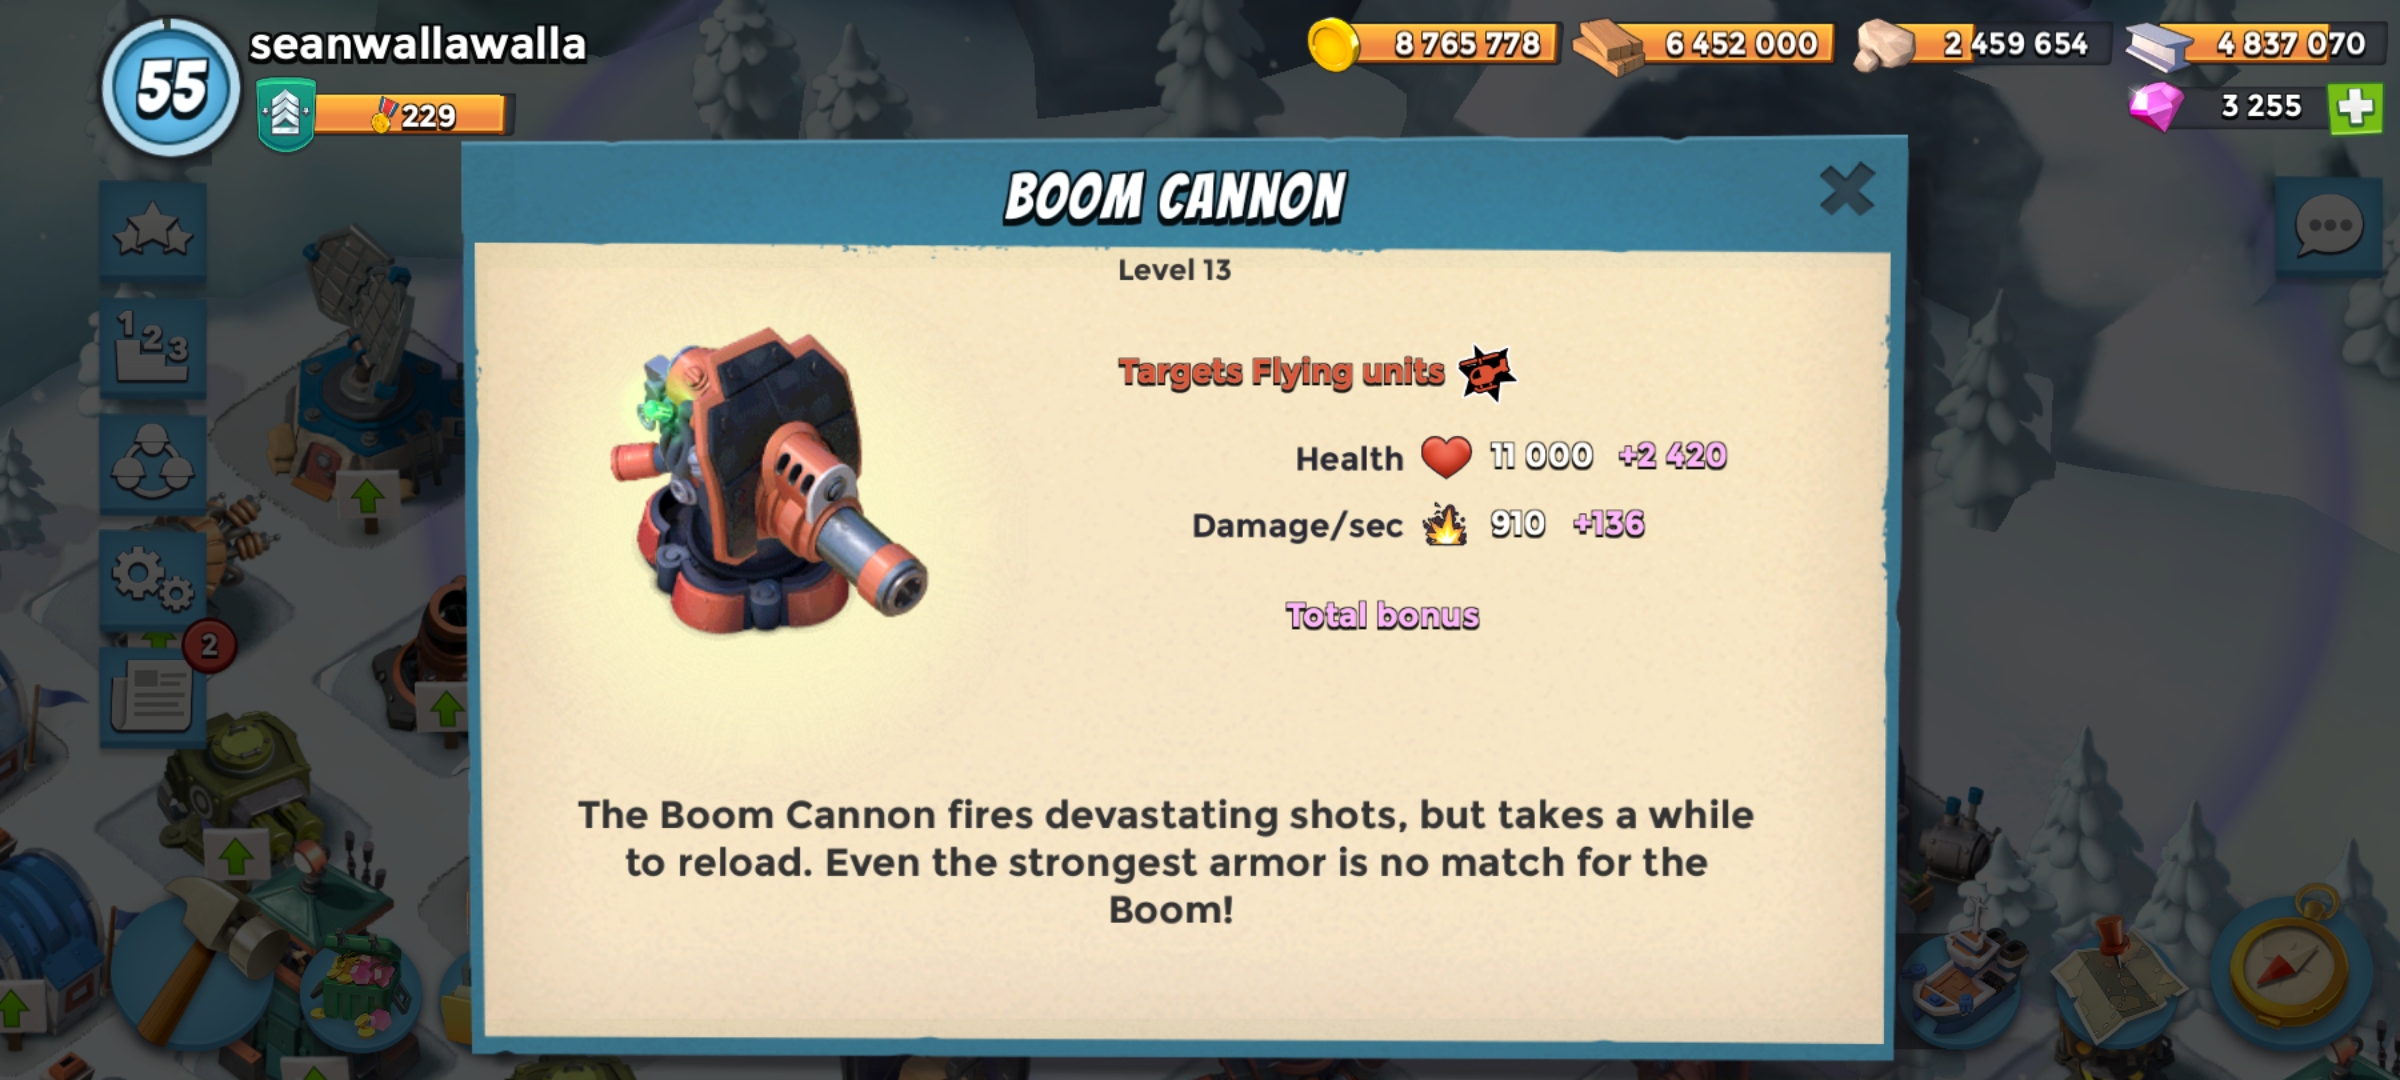 55
seanwallawalla
229
8 765 778
6 452 000
2 459 654
4 837 070
3 255
BOOM CANNON
Level 13
Targets Flying units
Health 11 000 +2 420
Damage/sec 910 +136
Total bonus
The Boom Cannon fires devastating shots, but takes a while
to reload. Even the strongest armor is no match for the
Boom!
1 2 3
2